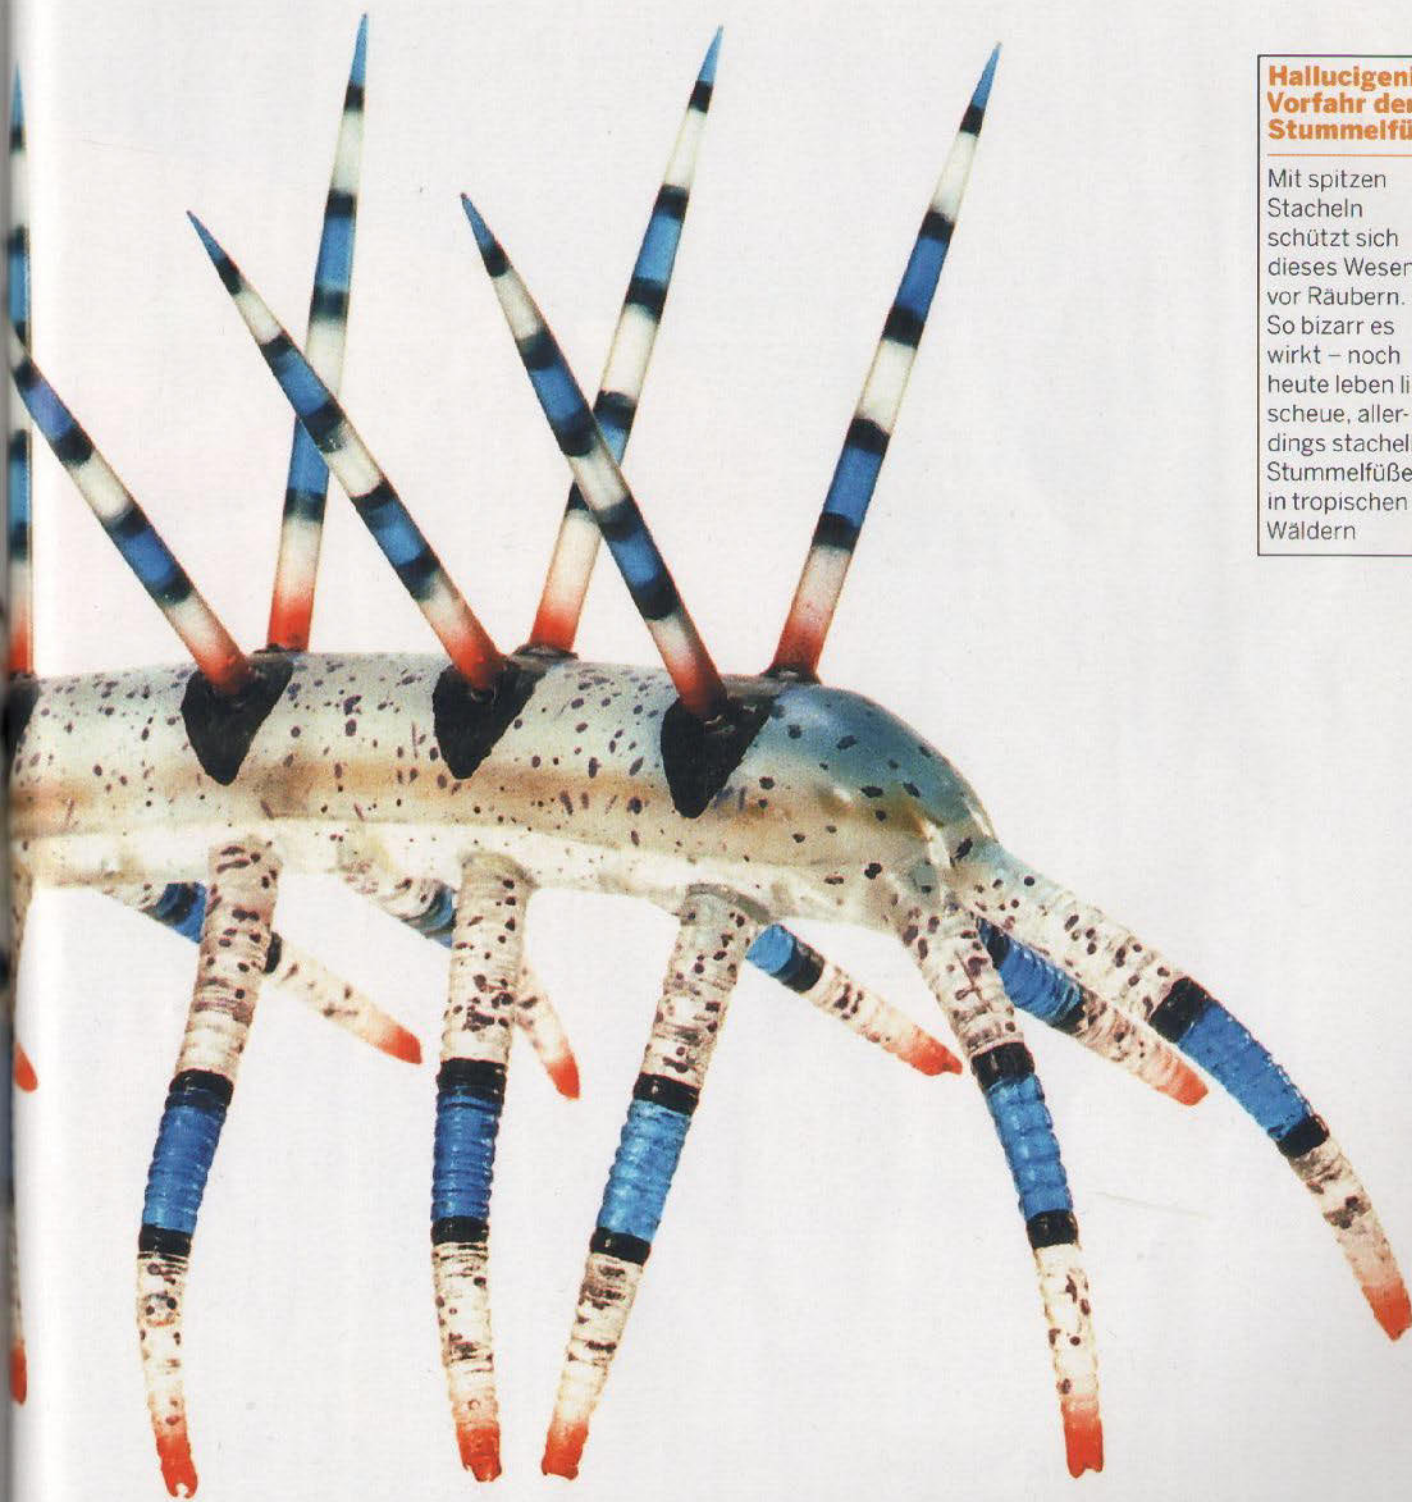 Hallucigeni
Vorfahr der
Stummelfü
Mit spitzen
Stacheln
schützt sich
dieses Wesen
vor Räubern.
So bizarr es
wirkt – noch
heute leben li
scheue, aller-
dings stachel
Stummelfüße
in tropischen
Wäldern